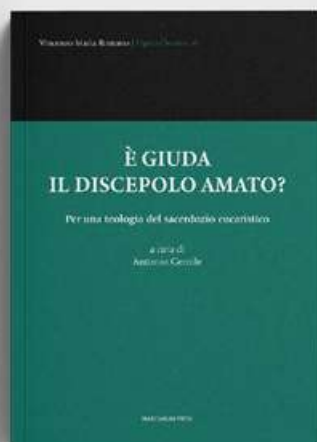 Vincenzo Maria Romano |
È GIUDA
IL DISCEPOLO AMATO?
Per una teologia del sacerdozio eucaristico
a cura di
Antonio Gentile